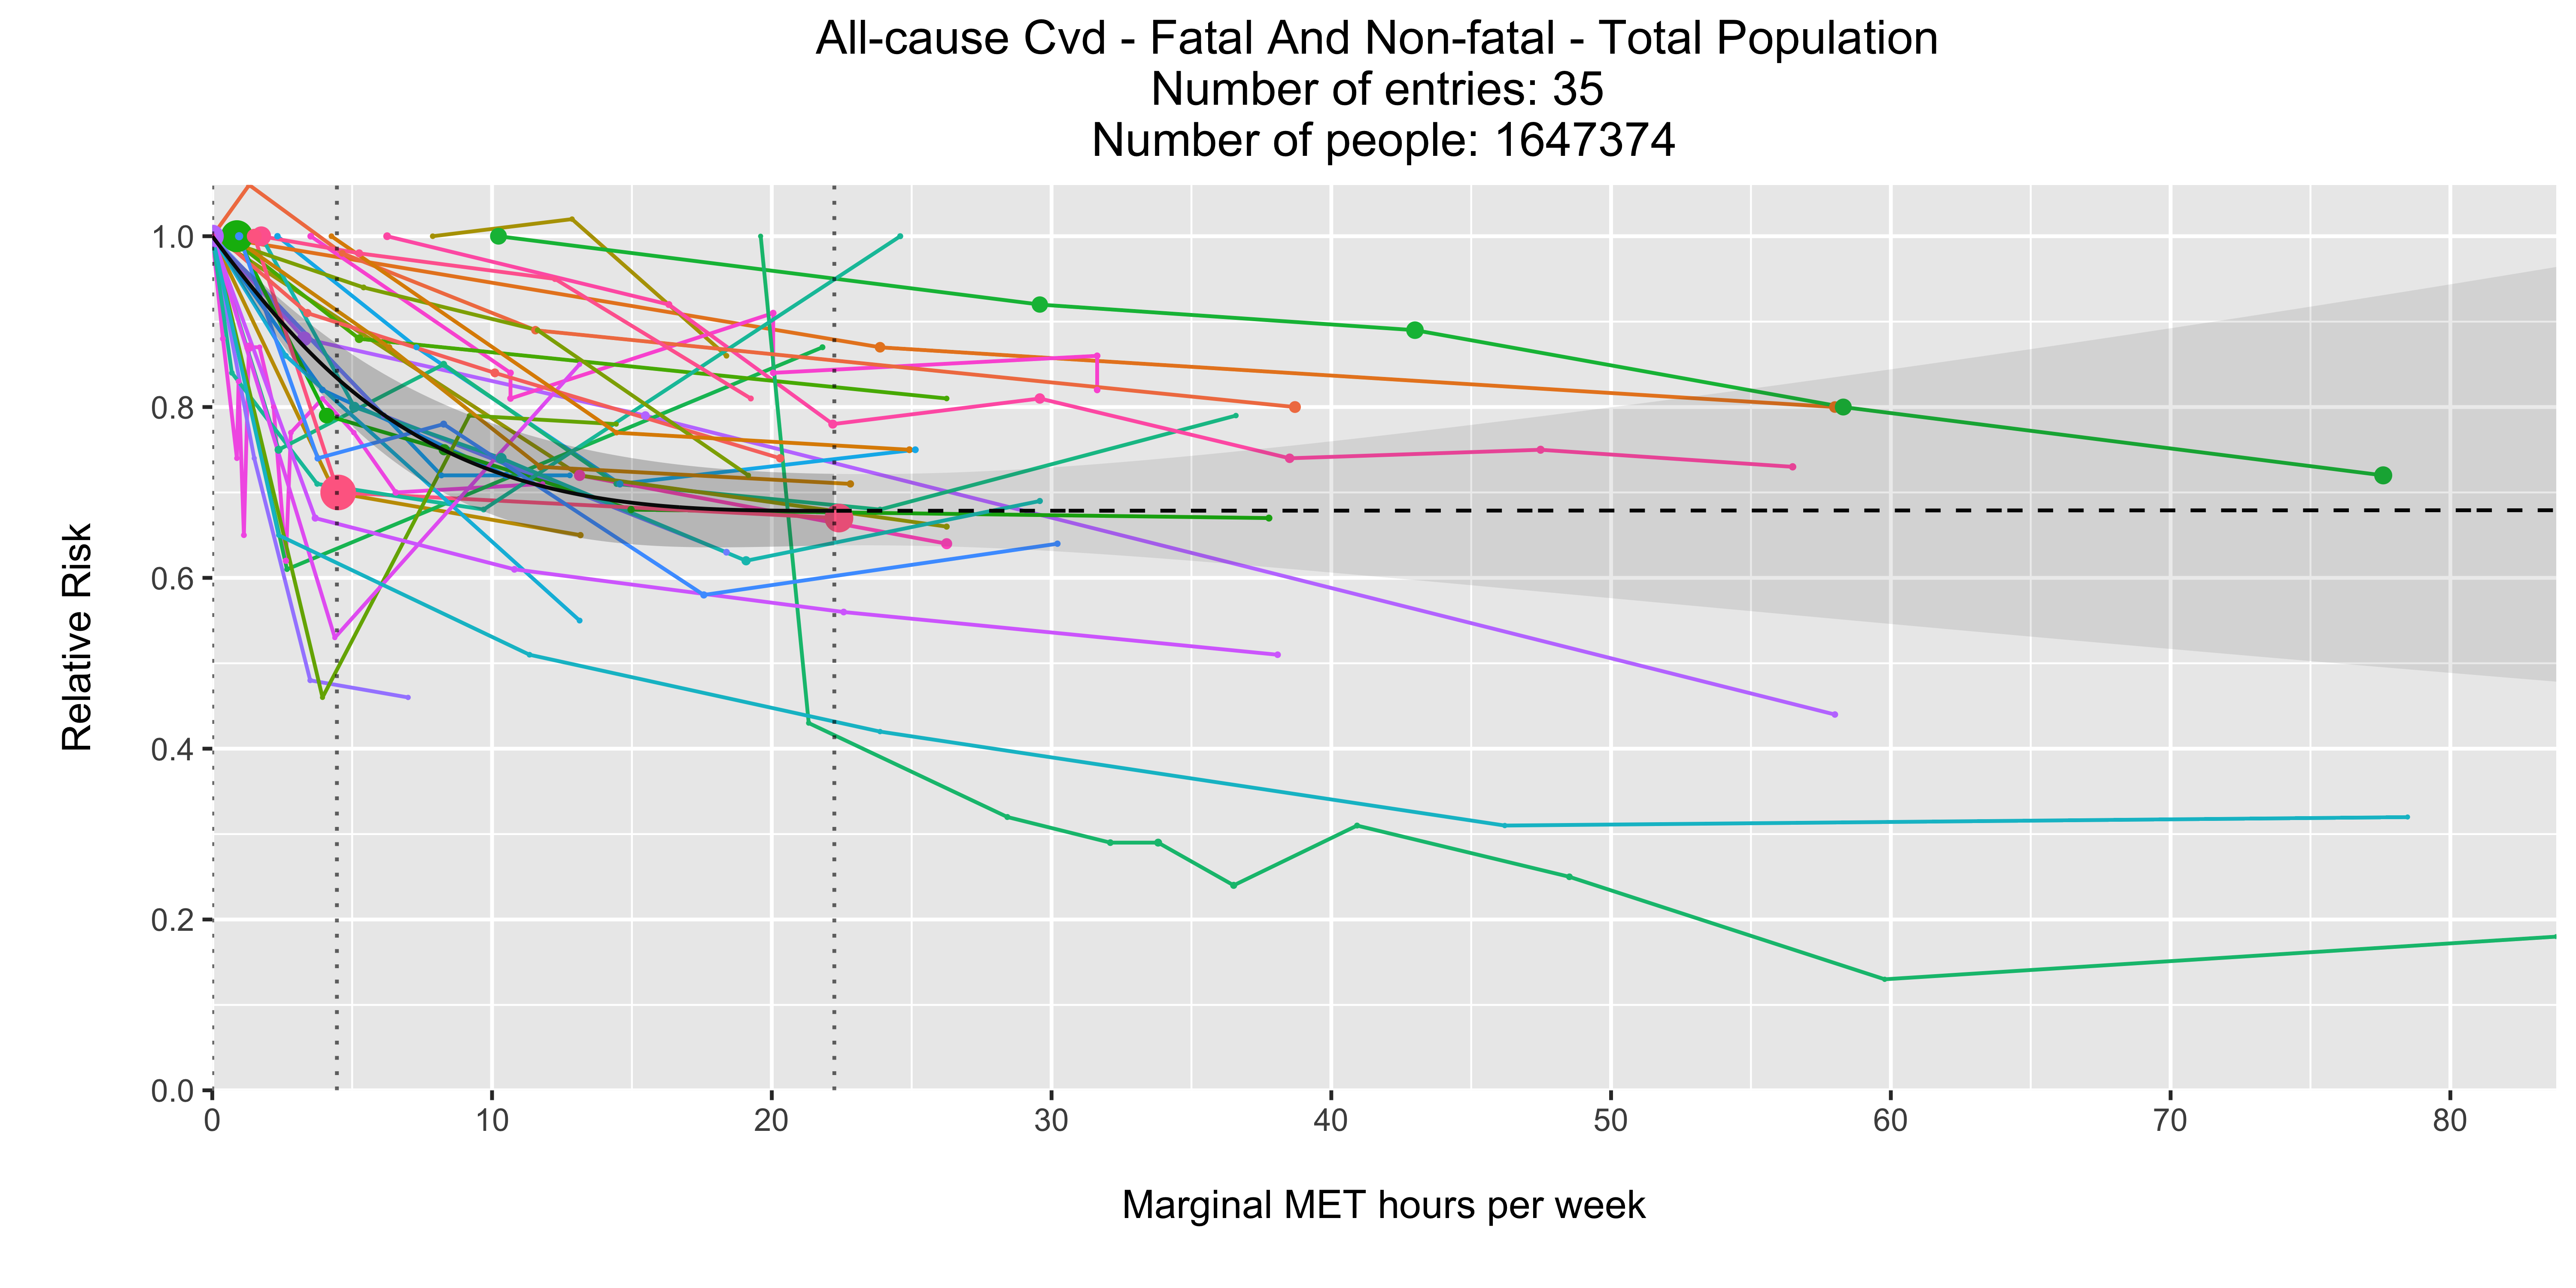 All-cause Cvd - Fatal And Non-fatal - Total Population
Number of entries: 35
Number of people: 1647374
Relative Risk
1.0
0.8
0.6
0.4
0.2
0.0
0 10 20 30 40 50 60 70 80
Marginal MET hours per week